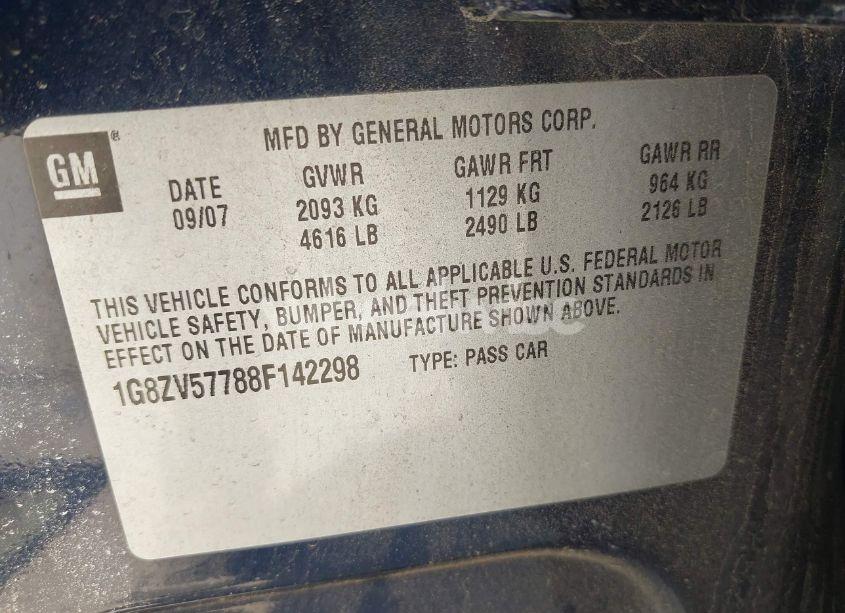 GM ®
MFD BY GENERAL MOTORS CORP.
DATE GVWR GAWR FRT GAWR RR
09/07 2093 KG 1129 KG 964 KG
4616 LB 2490 LB 2126 LB
THIS VEHICLE CONFORMS TO ALL APPLICABLE U.S. FEDERAL MOTOR
VEHICLE SAFETY, BUMPER, AND THEFT PREVENTION STANDARDS IN
EFFECT ON THE DATE OF MANUFACTURE SHOWN ABOVE.
1G8ZV57788F142298 TYPE: PASS CAR